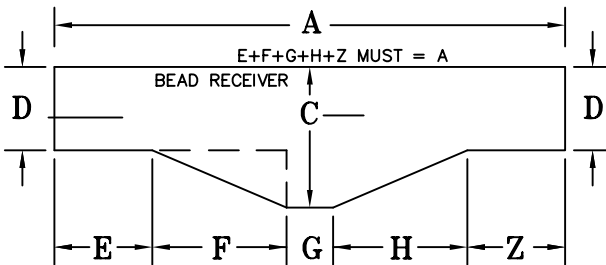 A
E+F+G+H+Z MUST = A
BEAD RECEIVER
D
C
D
E
F
G
H
Z